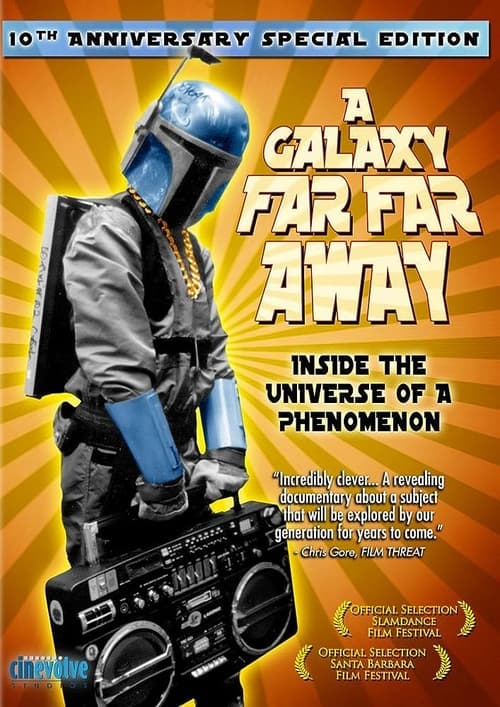 10TH ANNIVERSARY SPECIAL EDITION
A
GALAXY
FAR FAR
AWAY
INSIDE THE
UNIVERSE OF A
PHENOMENON
"Incredibly clever... A revealing
documentary about a subject
that will be explored by our
generation for years to come."
- Chris Gore, FILM THREAT
OFFICIAL SELECTION
SLAMDANCE
FILM FESTIVAL
OFFICIAL SELECTION
SANTA BARBARA
FILM FESTIVAL
cinevolve
STUDIOS